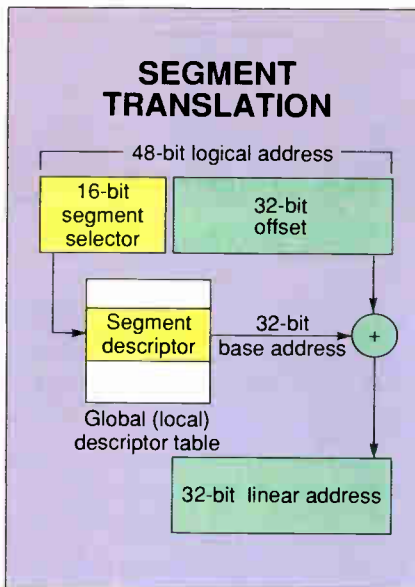 SEGMENT
TRANSLATION
48-bit logical address
16-bit
segment
selector
32-bit
offset
Segment
descriptor
32-bit
base address
+
Global (local)
descriptor table
32-bit linear address